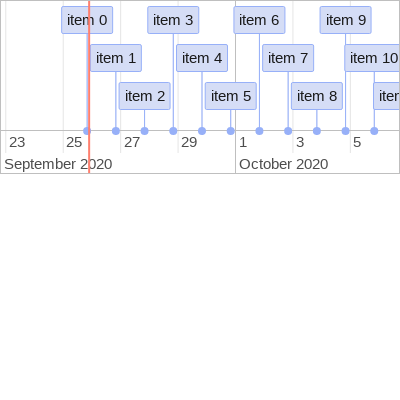 item 0 item 3 item 6 item 9
item 1 item 4 item 7 item 10
item 2 item 5 item 8
23 25 27 29 1 3 5
September 2020 October 2020